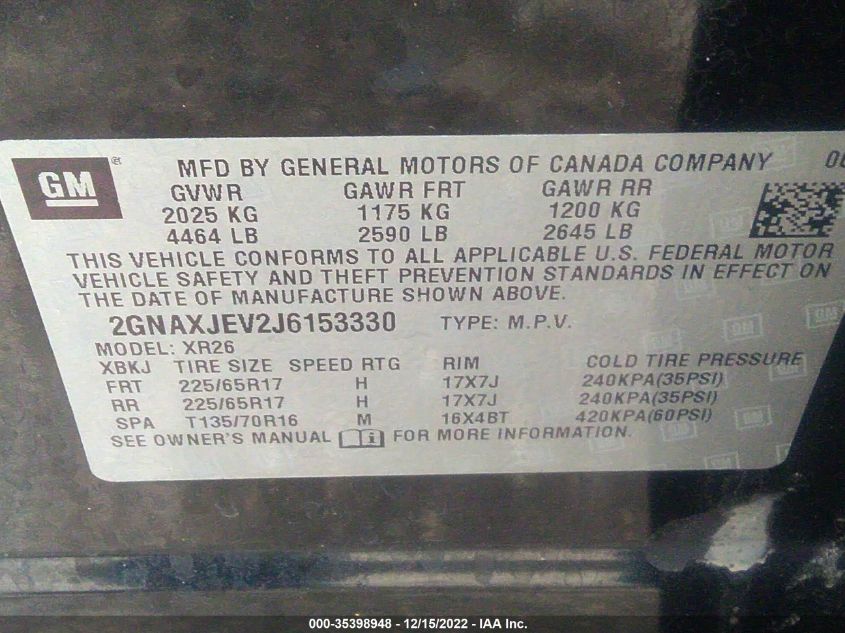 GM
MFD BY GENERAL MOTORS OF CANADA COMPANY
GVWR GAWR FRT GAWR RR
2025 KG 1175 KG 1200 KG
4464 LB 2590 LB 2645 LB
THIS VEHICLE CONFORMS TO ALL APPLICABLE U.S. FEDERAL MOTOR
VEHICLE SAFETY AND THEFT PREVENTION STANDARDS IN EFFECT ON
THE DATE OF MANUFACTURE SHOWN ABOVE.
2GNAXJEV2J6153330 TYPE: M.P.V.
MODEL: XR26
XBKJ TIRE SIZE SPEED RTG RIM COLD TIRE PRESSURE
FRT 225/65R17 H 17X7J 240KPA(35PSI)
RR 225/65R17 H 17X7J 240KPA(35PSI)
SPA T135/70R16 M 16X4BT 420KPA(60PSI)
SEE OWNER'S MANUAL FOR MORE INFORMATION.
000-35398948 - 12/15/2022 - IAA Inc.